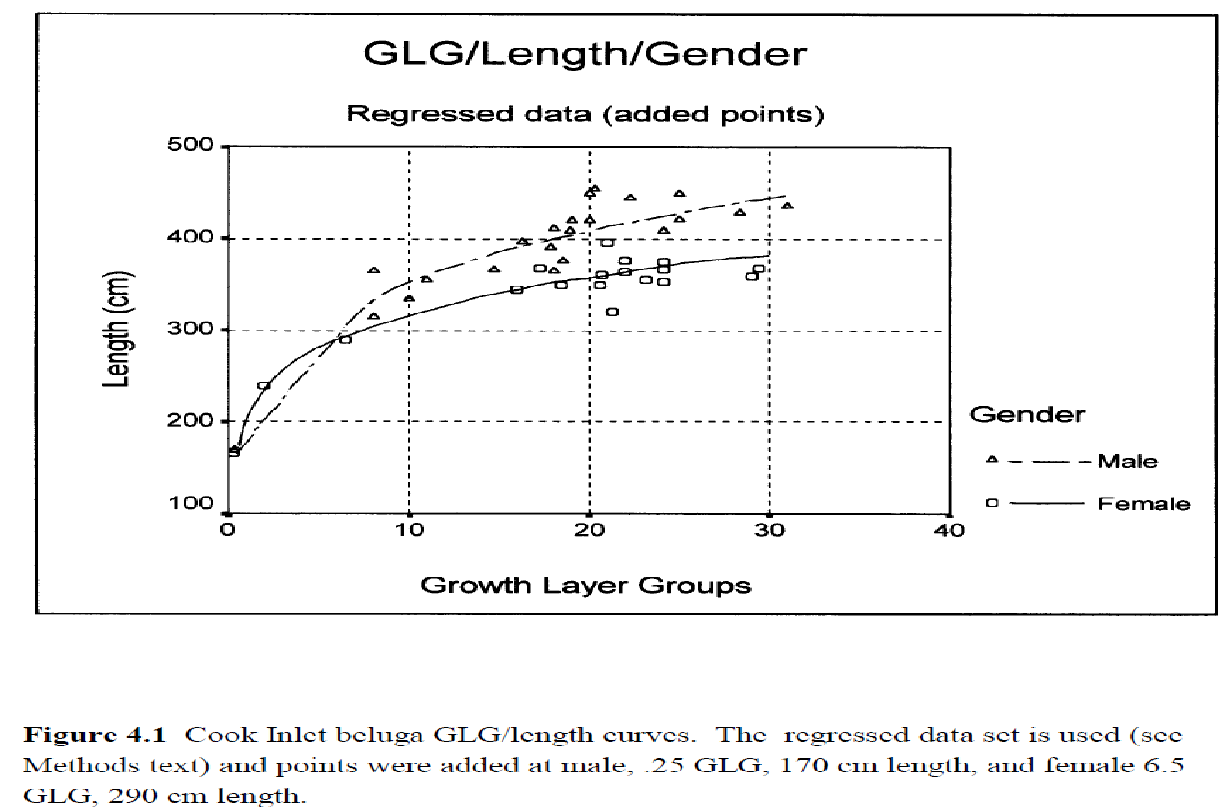 GLG/Length/Gender
Regressed data (added points)
500
400
300
200
100
Length (cm)
0 10 20 30 40
Growth Layer Groups
Gender
Male
Female
Figure 4.1 Cook Inlet beluga GLG/length curves. The regressed data set is used (see
Methods text) and points were added at male, .25 GLG, 170 cm length, and female 6.5
GLG, 290 cm length.